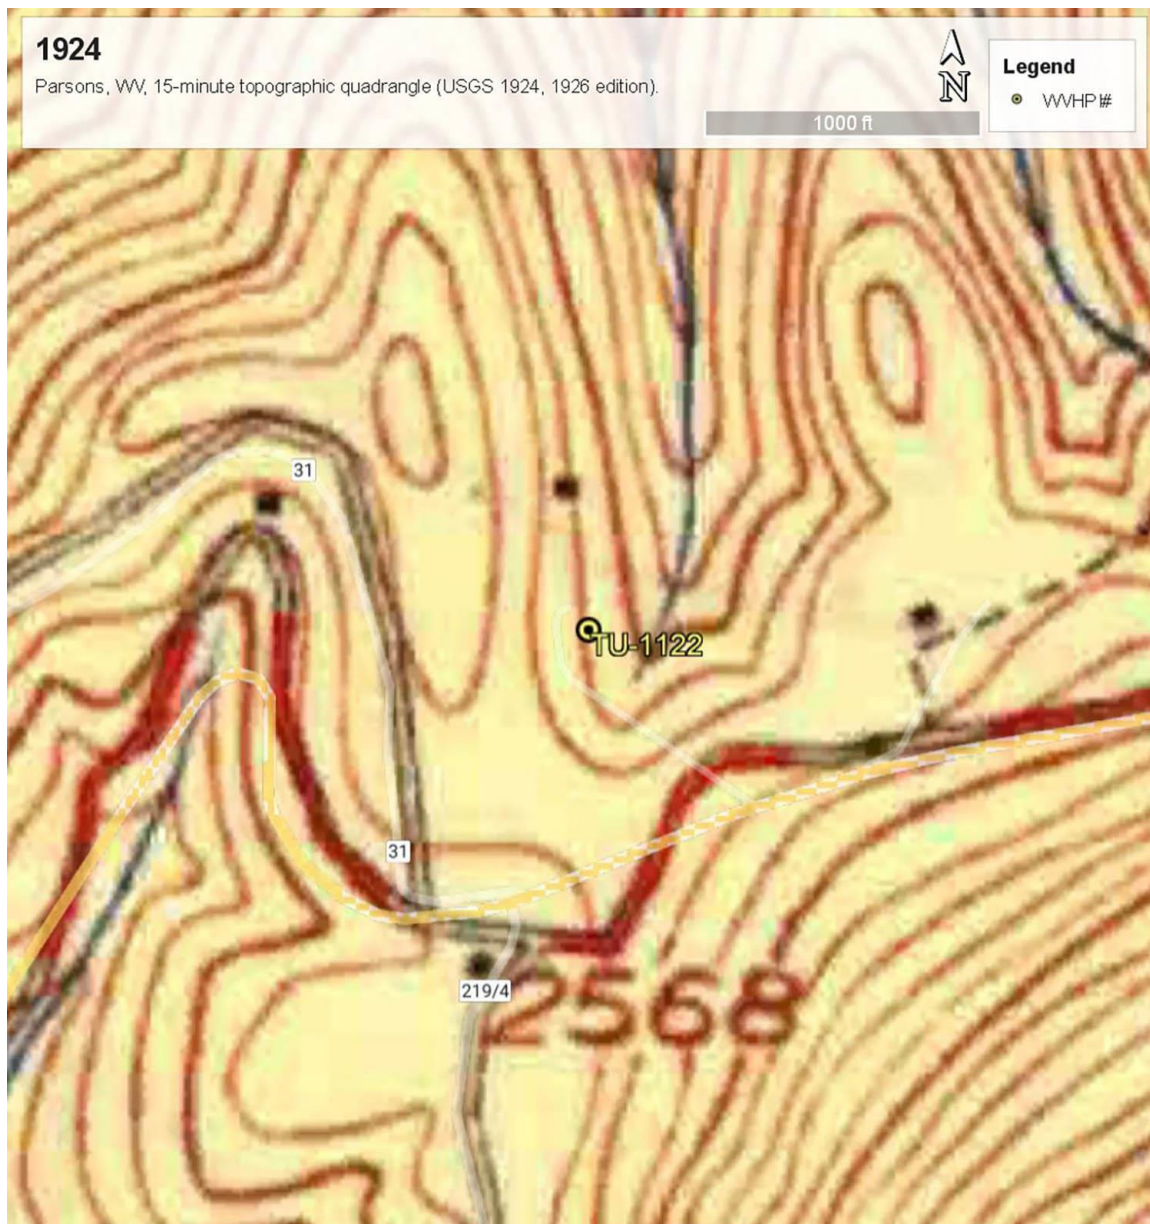 1924
Parsons, WV, 15-minute topographic quadrangle (USGS 1924, 1926 edition).
N
1000 ft
Legend
WVHPI#
31
TU-1122
31
219/4
2568